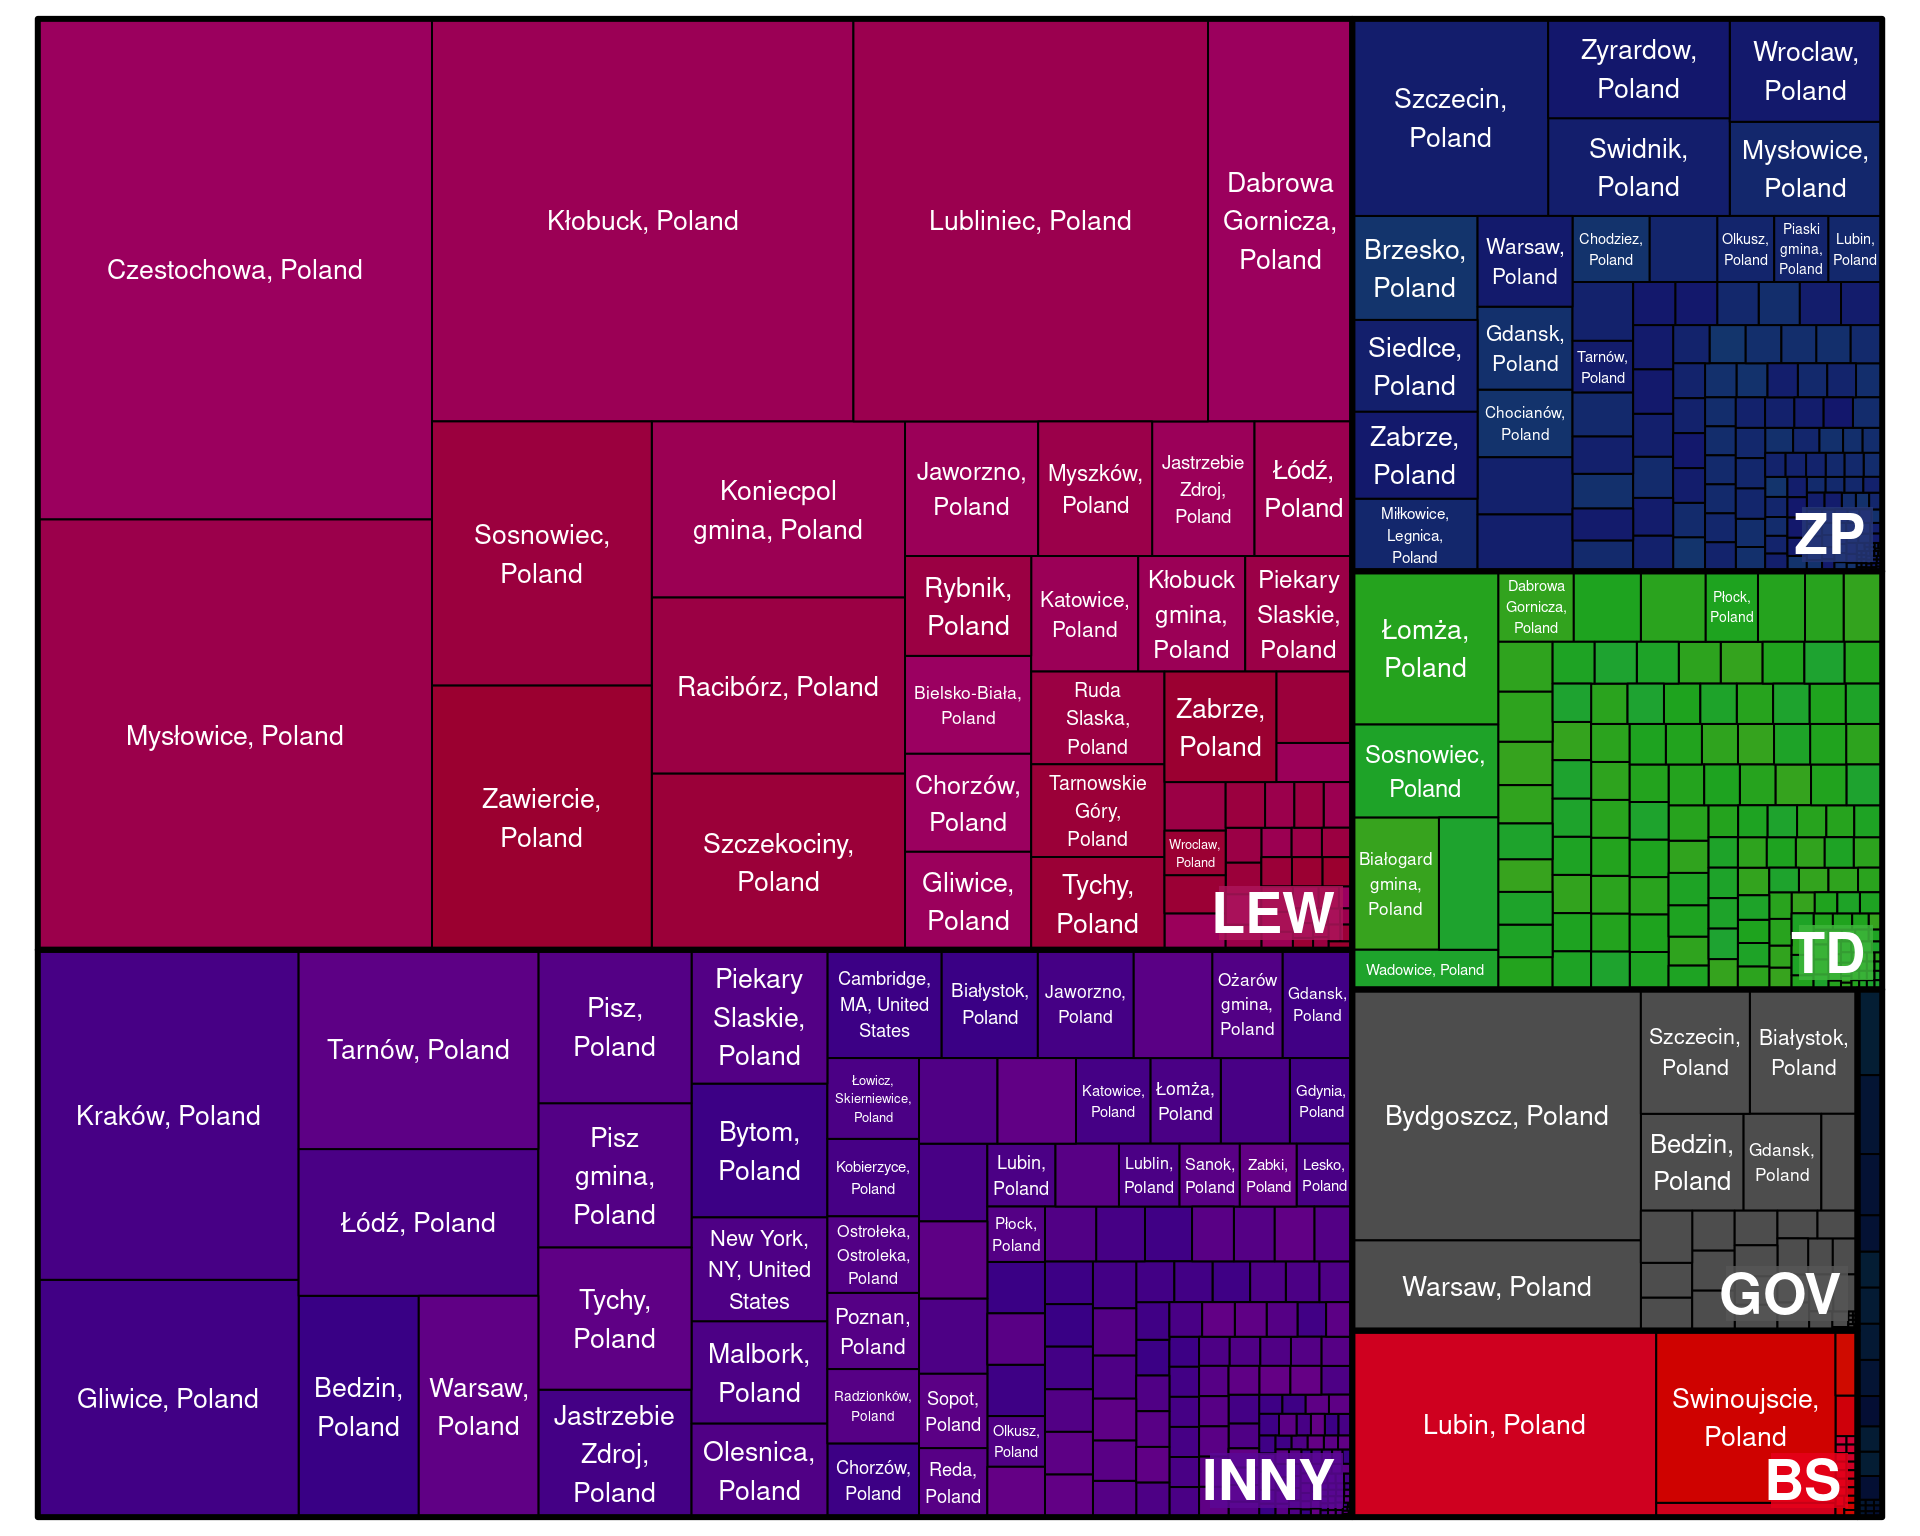 Czestochowa, Poland
Mysłowice, Poland
Kłobuck, Poland
Lubliniec, Poland
Dabrowa
Gornicza,
Poland
Sosnowiec,
Poland
Zawiercie,
Poland
Koniecpol
gmina, Poland
Racibórz, Poland
Szczekociny,
Poland
Jaworzno,
Poland
Myszków,
Poland
Jastrzebie
Zdroj,
Poland
Łódź,
Poland
Rybnik,
Poland
Bielsko-Biała,
Poland
Chorzów,
Poland
Gliwice,
Poland
Katowice,
Poland
Kłobuck
gmina,
Poland
Piekary
Slaskie,
Poland
Ruda
Slaska,
Poland
Tarnowskie
Góry,
Poland
Tychy,
Poland
Zabrze,
Poland
Wroclaw,
Poland
LEW
Szczecin,
Poland
Zyrardow,
Poland
Wroclaw,
Poland
Swidnik,
Poland
Mysłowice,
Poland
Brzesko,
Poland
Siedlce,
Poland
Zabrze,
Poland
Miłkowice,
Legnica,
Poland
Warsaw,
Poland
Gdansk,
Poland
Chocianów,
Poland
Chodziez,
Poland
Olkusz,
Poland
Piaski
gmina,
Poland
Lubin,
Poland
Tarnów,
Poland
ZP
Łomża,
Poland
Sosnowiec,
Poland
Białogard
gmina,
Poland
Wadowice, Poland
Dabrowa
Gornicza,
Poland
Płock,
Poland
TD
Kraków, Poland
Gliwice, Poland
Tarnów, Poland
Łódź, Poland
Bedzin,
Poland
Warsaw,
Poland
Pisz,
Poland
Pisz
gmina,
Poland
Tychy,
Poland
Jastrzebie
Zdroj,
Poland
Piekary
Slaskie,
Poland
Bytom,
Poland
New York,
NY, United
States
Malbork,
Poland
Olesnica,
Poland
Cambridge,
MA, United
States
Białystok,
Poland
Jaworzno,
Poland
Ożarów
gmina,
Poland
Gdansk,
Poland
Łowicz,
Skierniewice,
Poland
Kobierzyce,
Poland
Ostrołeka,
Ostroleka,
Poland
Poznan,
Poland
Radzionków,
Poland
Chorzów,
Poland
Katowice,
Poland
Łomża,
Poland
Gdynia,
Poland
Lubin,
Poland
Lublin,
Poland
Sanok,
Poland
Zabki,
Poland
Lesko,
Poland
Płock,
Poland
Sopot,
Poland
Reda,
Poland
Olkusz,
Poland
INNY
Bydgoszcz, Poland
Warsaw, Poland
Szczecin,
Poland
Białystok,
Poland
Bedzin,
Poland
Gdansk,
Poland
GOV
Lubin, Poland
Swinoujscie,
Poland
BS